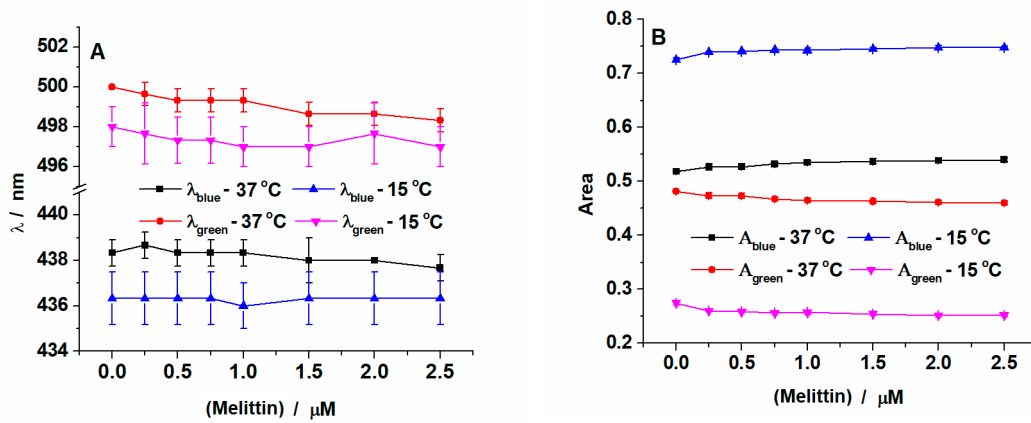 A
502
500
498
496
440
438
436
434
λ / nm
λblue - 37 °C
λblue - 15 °C
λgreen - 37 °C
λgreen - 15 °C
0.0 0.5 1.0 1.5 2.0 2.5
(Melittin) / μM
B
0.8
0.7
0.6
0.5
0.4
0.3
0.2
Area
Ablue - 37 °C
Ablue - 15 °C
Agreen - 37 °C
Agreen - 15 °C
0.0 0.5 1.0 1.5 2.0 2.5
(Melittin) / μM